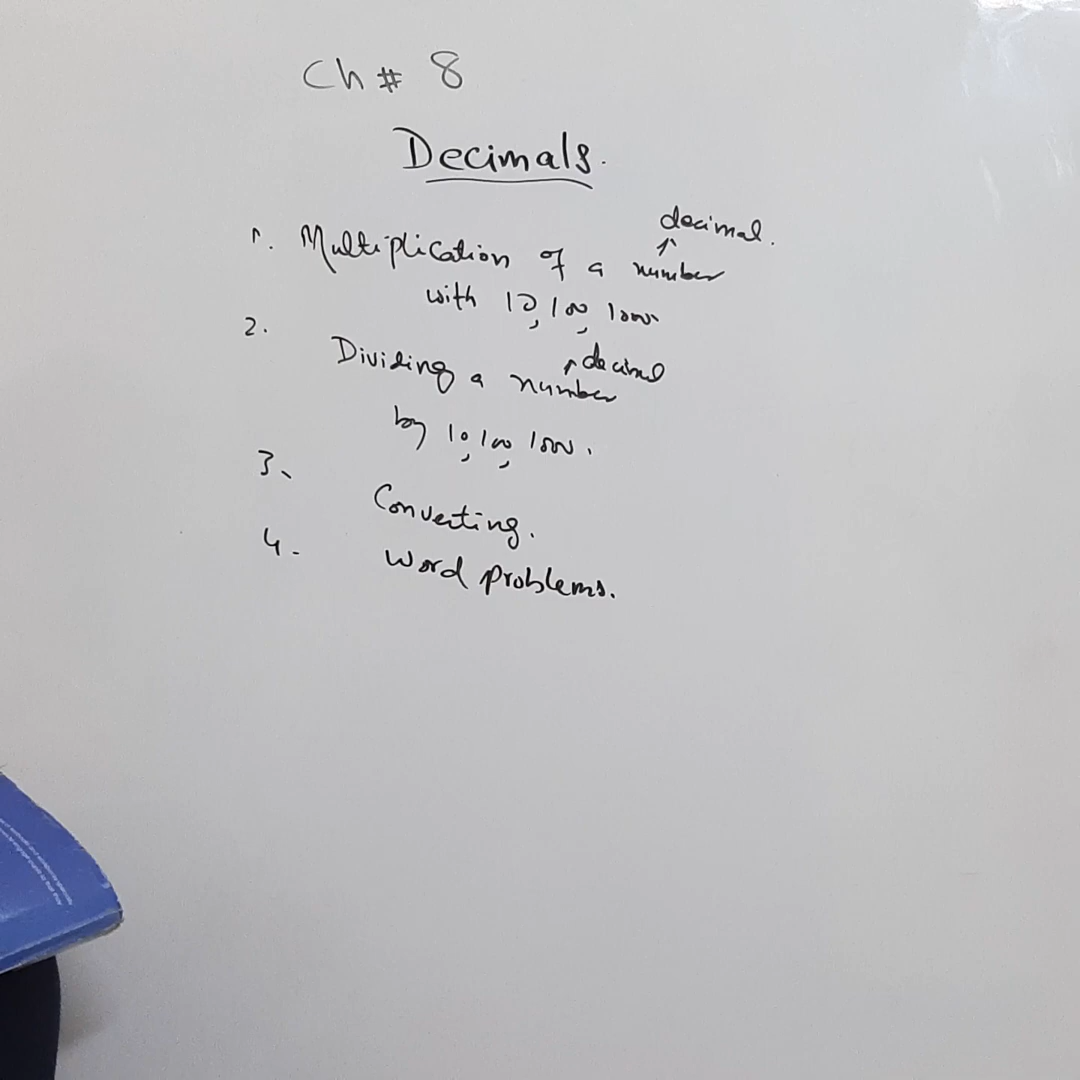 Ch # 8
Decimals.
decimal.
1. Multiplication of a number
with 10, 100, 1000
2.
decimal
Dividing a number
by 10, 100, 1000.
3.
Converting.
4.
Word problems.